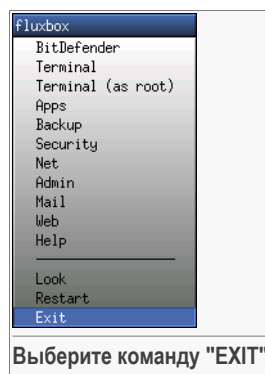 fluxbox
BitDefender
Terminal
Terminal (as root)
Apps
Backup
Security
Net
Admin
Mail
Web
Help
Look
Restart
Exit
Выберите команду "EXIT"